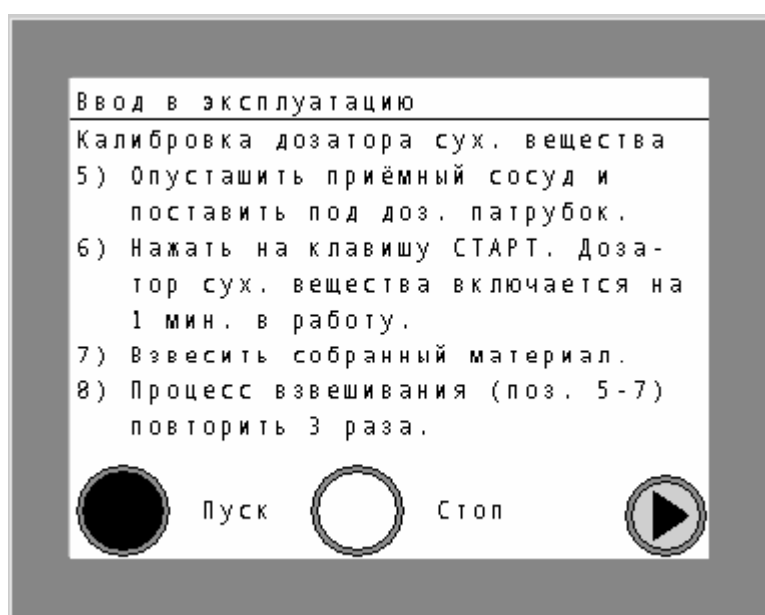 Ввод в эксплуатацию
Калибровка дозатора сух. вещества
5) Опусташить приёмный сосуд и
поставить под доз. патрубок.
6) Нажать на клавишу СТАРТ. Доза-
тор сух. вещества включается на
1 мин. в работу.
7) Взвесить собранный материал.
8) Процесс взвешивания (поз. 5-7)
повторить 3 раза.
Пуск Стоп